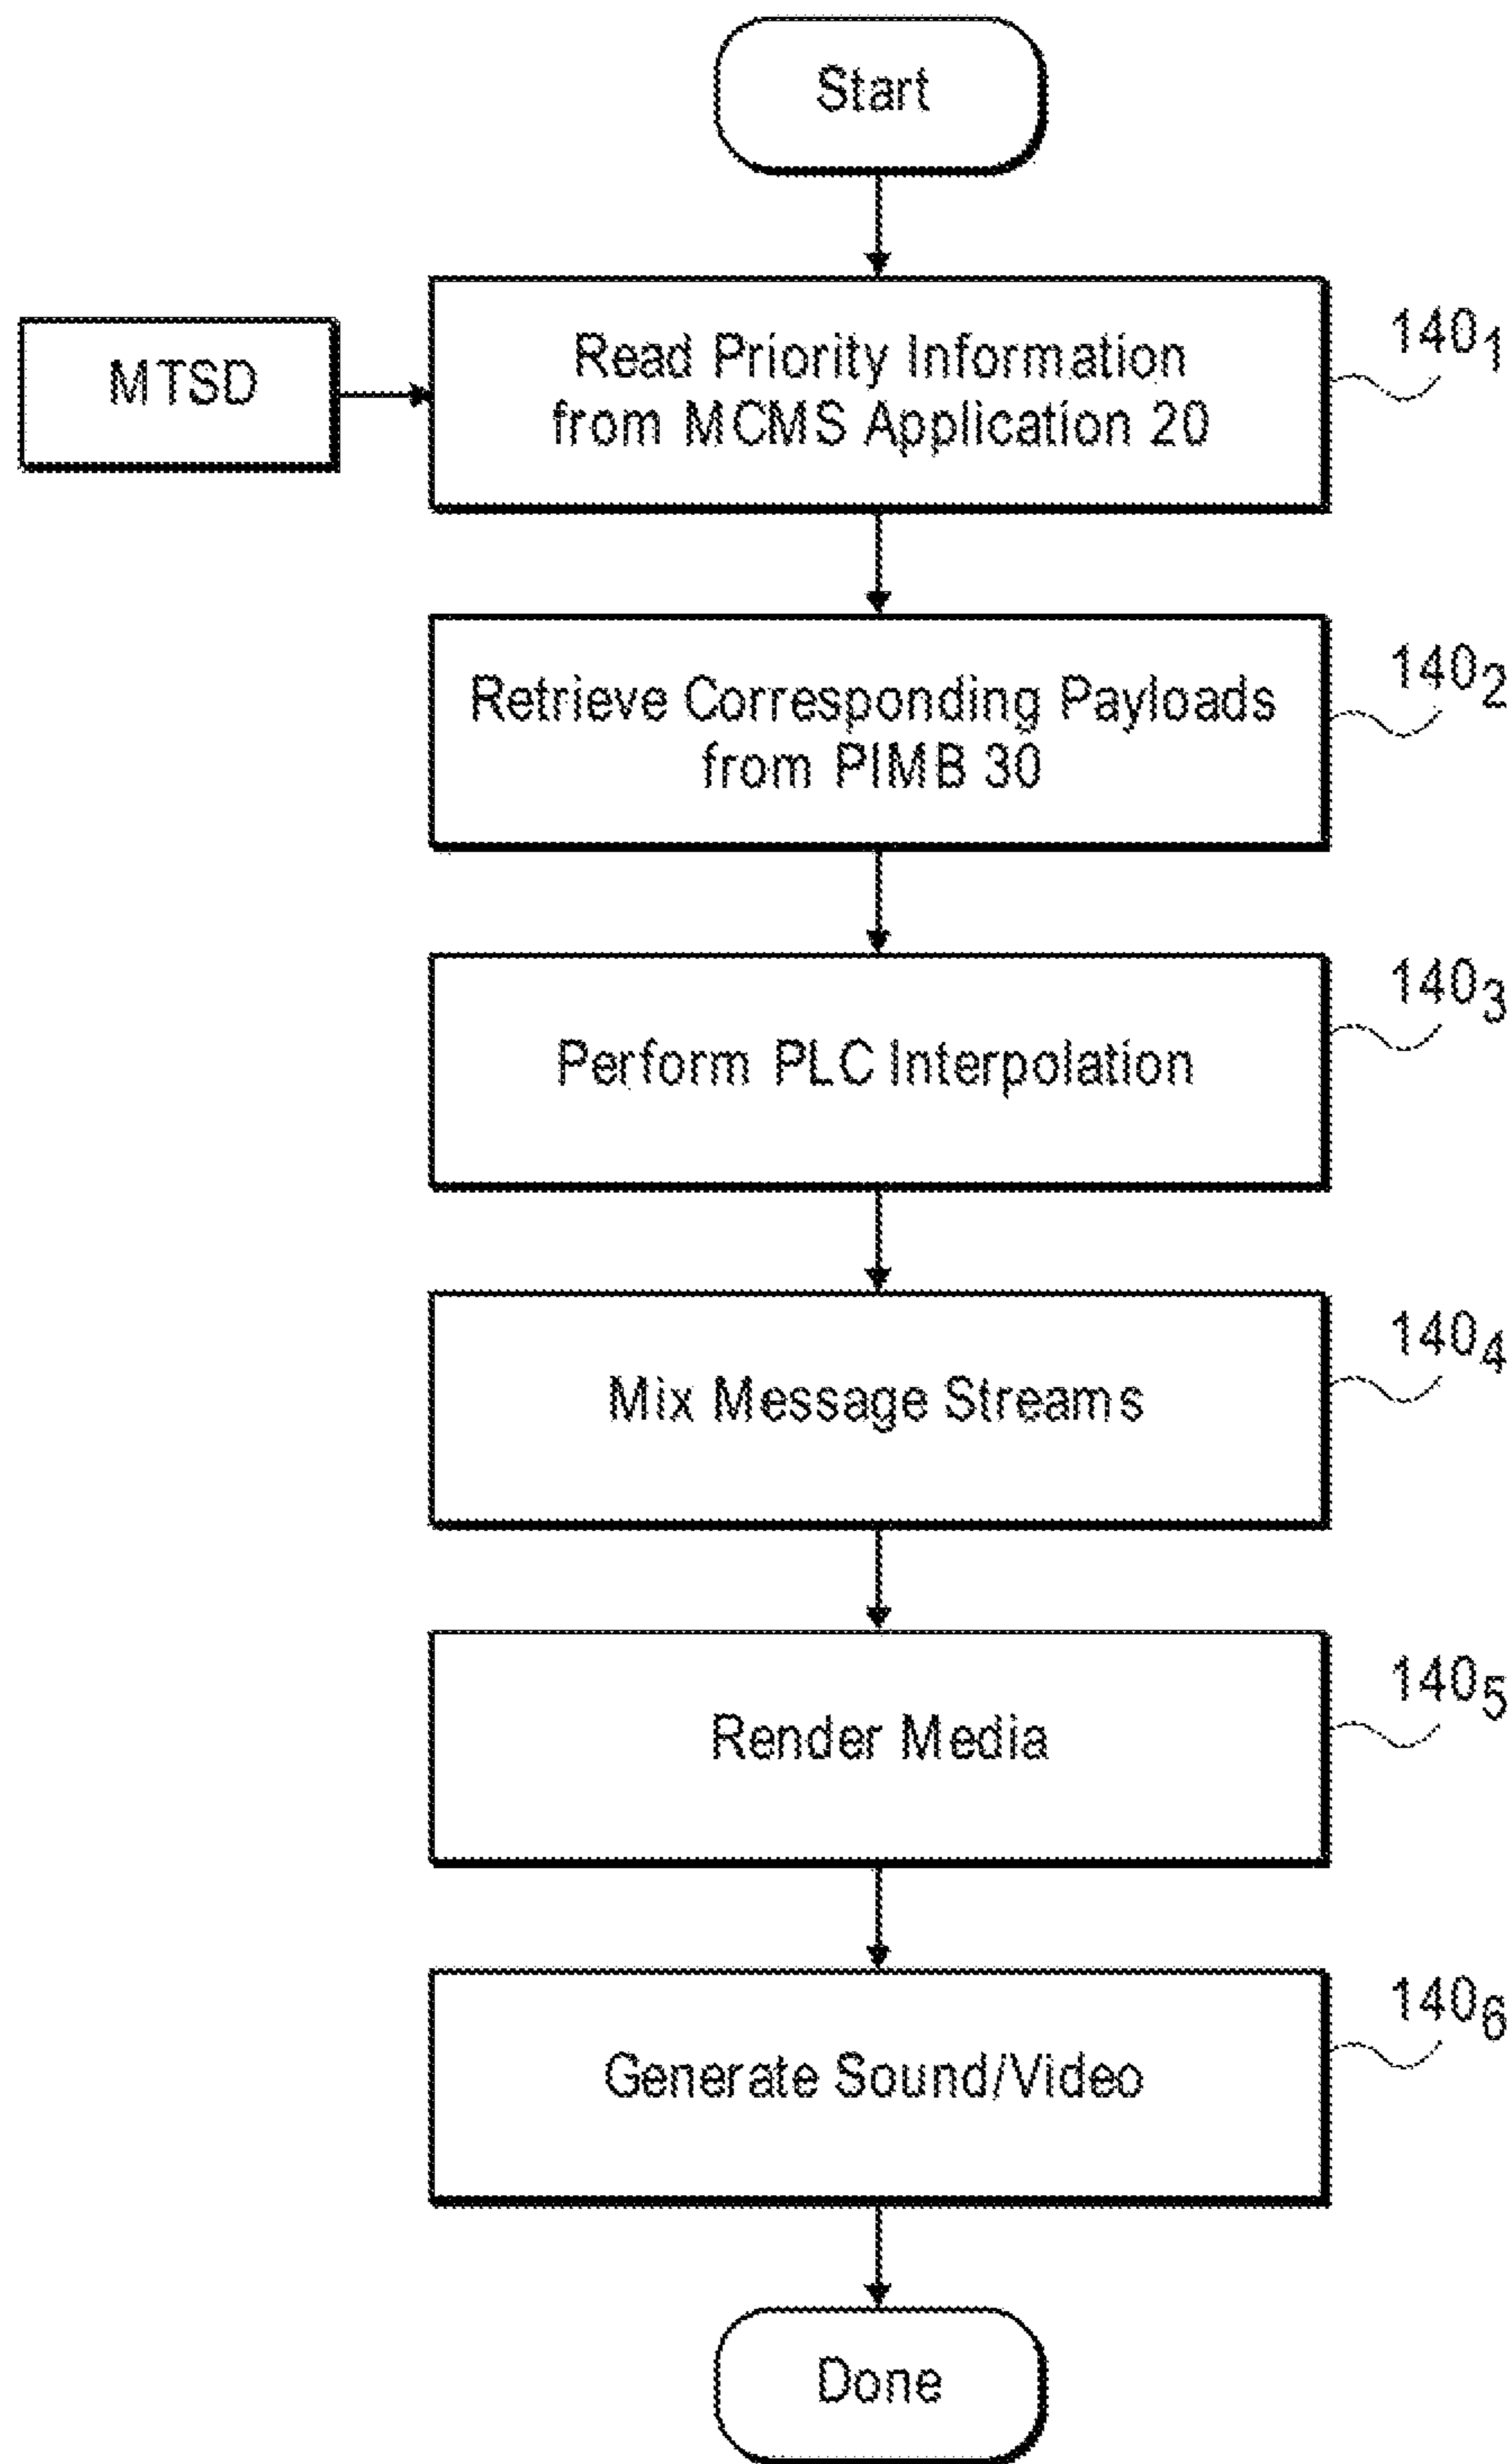 Start
MTSD
Read Priority Information
from MCMS Application 20
140₁
Retrieve Corresponding Payloads
from PIMB 30
140₂
Perform PLC Interpolation
140₃
Mix Message Streams
140₄
Render Media
140₅
Generate Sound/Video
140₆
Done